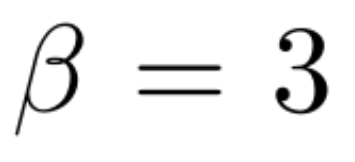 β = 3